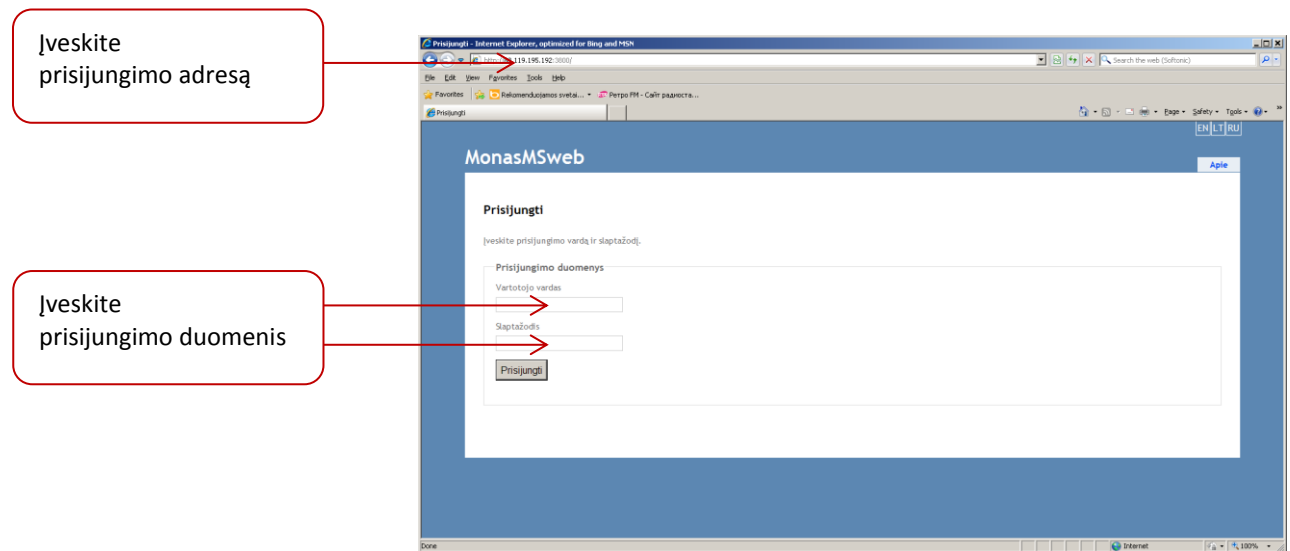 Įveskite
prisijungimo adresą
Prisijungti - Internet Explorer, optimized for Bing and MSN
119.195.192:3800/
Search the web (Softonic)
File Edit View Favorites Tools Help
Favorites Rekomenduojamos svetai... Ретро FM - Сайт радиоста...
Prisijungti
Page Safety Tools
EN LT RU
MonasMSweb
Apie
Prisijungti
Įveskite prisijungimo vardą ir slaptažodį.
Prisijungimo duomenys
Vartotojo vardas
Įveskite
prisijungimo duomenis
Slaptažodis
Prisijungti
Done
Internet
100%